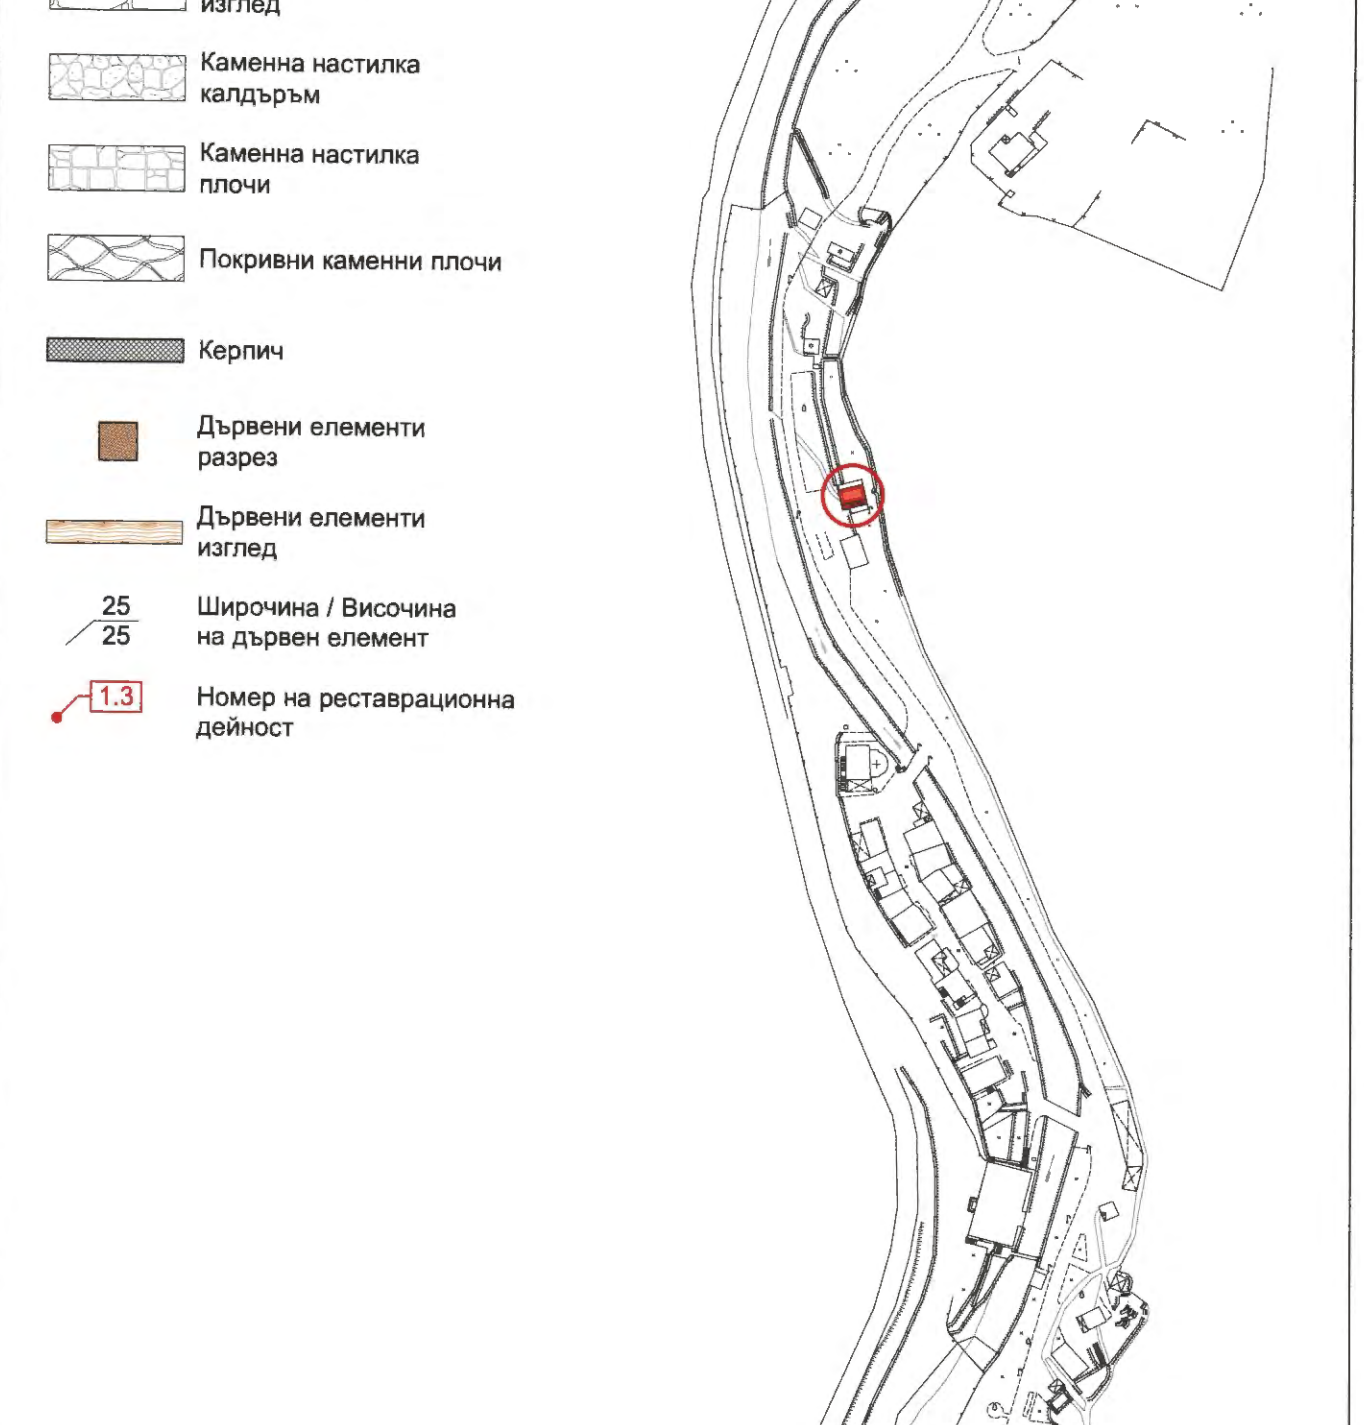 изглед
Каменна настилка
калдъръм
Каменна настилка
плочи
Покривни каменни плочи
Керпич
Дървени елементи
разрез
Дървени елементи
изглед
25
25
Широчина / Височина
на дървен елемент
1.3
Номер на реставрационна
дейност